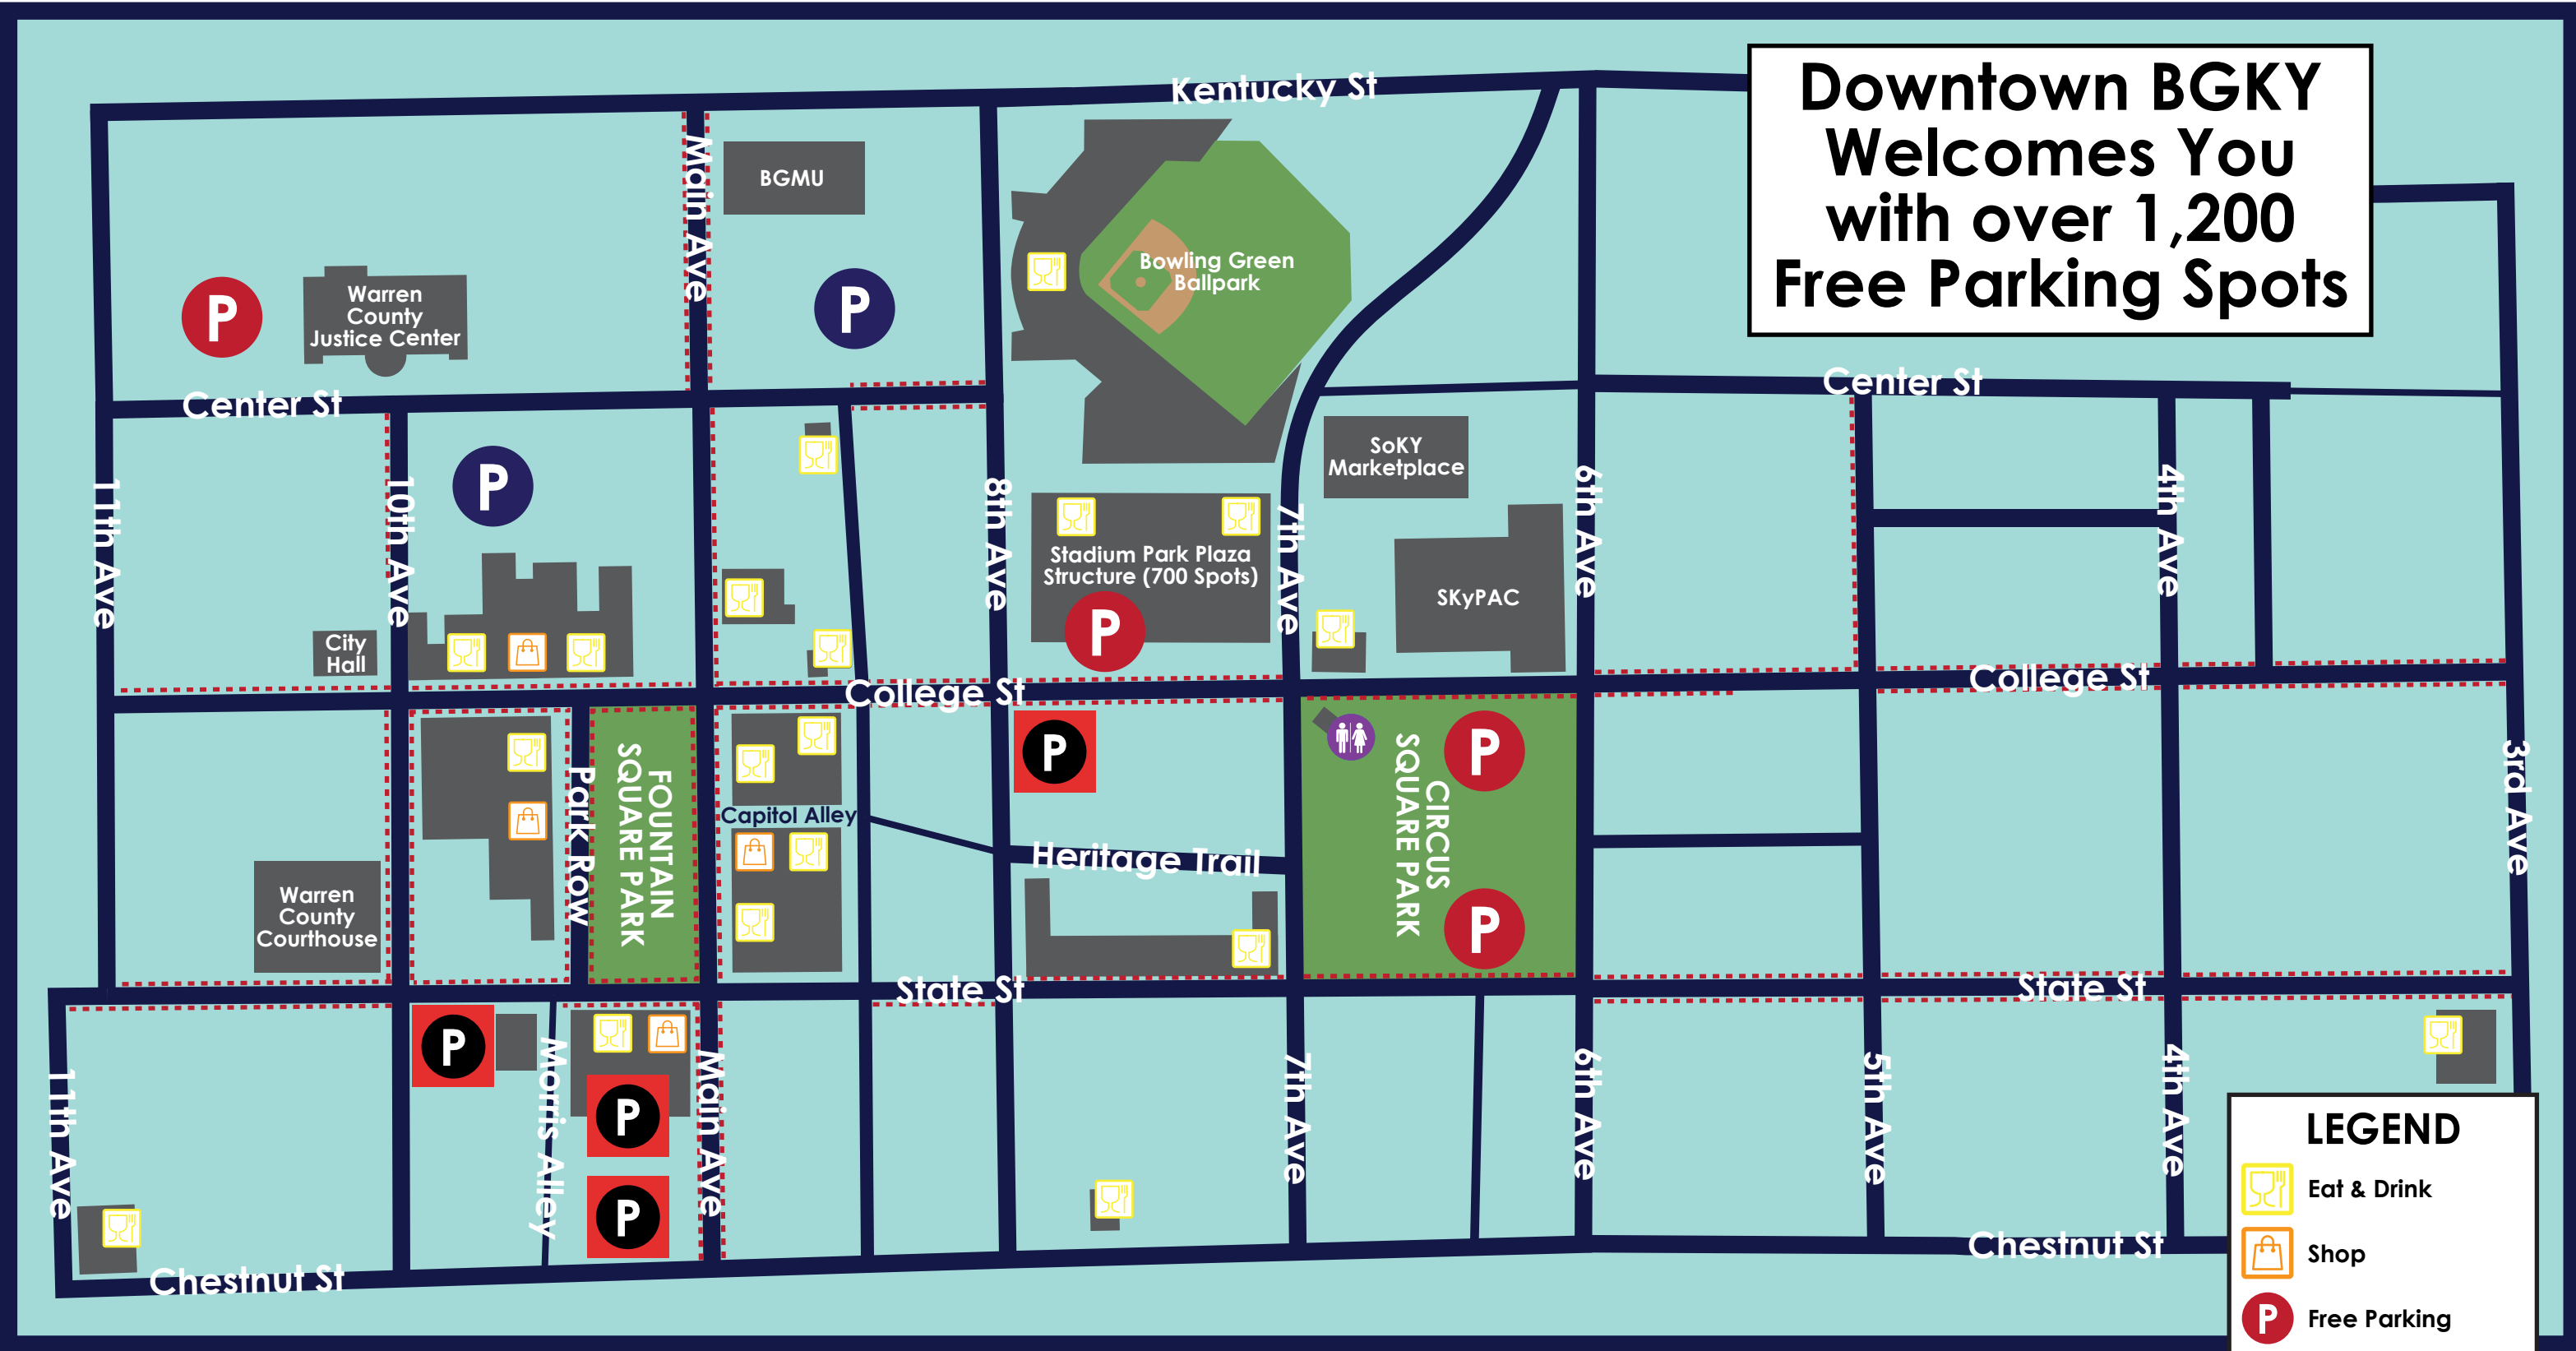 Kentucky St
Downtown BGKY
Welcomes You
with over 1,200
Free Parking Spots
Main Ave
BGMU
Bowling Green
Ballpark
P
Warren
County
Justice Center
P
Center St
Center St
SoKY
Marketplace
P
11th Ave
10th Ave
8th Ave
7th Ave
6th Ave
4th Ave
Stadium Park Plaza
Structure (700 Spots)
P
SKyPAC
City
Hall
College St
College St
P
P
FOUNTAIN
SQUARE PARK
Park Row
Capitol Alley
Heritage Trail
CIRCUS
SQUARE PARK
3rd Ave
Warren
County
Courthouse
P
State St
State St
P
Morris Alley
P
P
11th Ave
Main Ave
7th Ave
6th Ave
5th Ave
4th Ave
Chestnut St
Chestnut St
LEGEND
Eat & Drink
Shop
P Free Parking